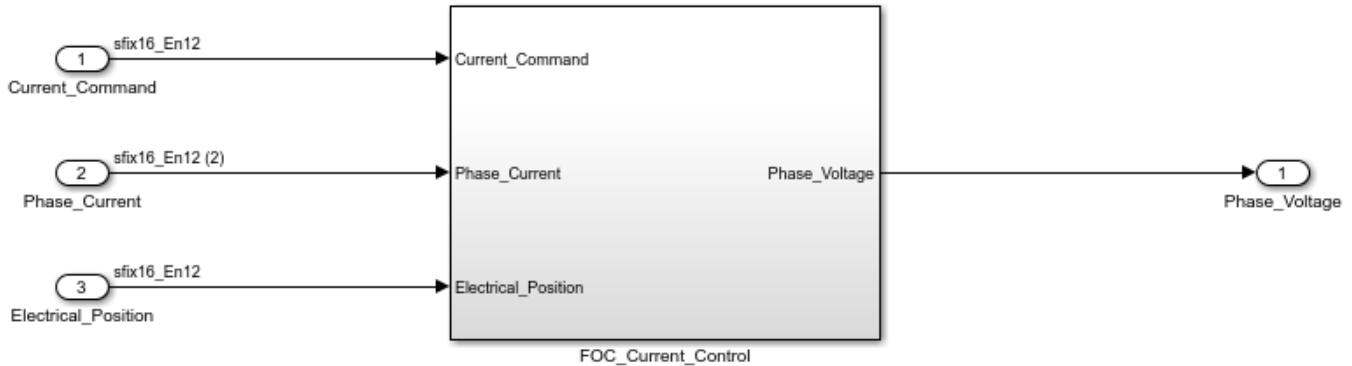 sfix16_En12
1
Current_Command
Current_Command
sfix16_En12 (2)
2
Phase_Current
Phase_Current
Phase_Voltage
1
Phase_Voltage
sfix16_En12
3
Electrical_Position
Electrical_Position
FOC_Current_Control